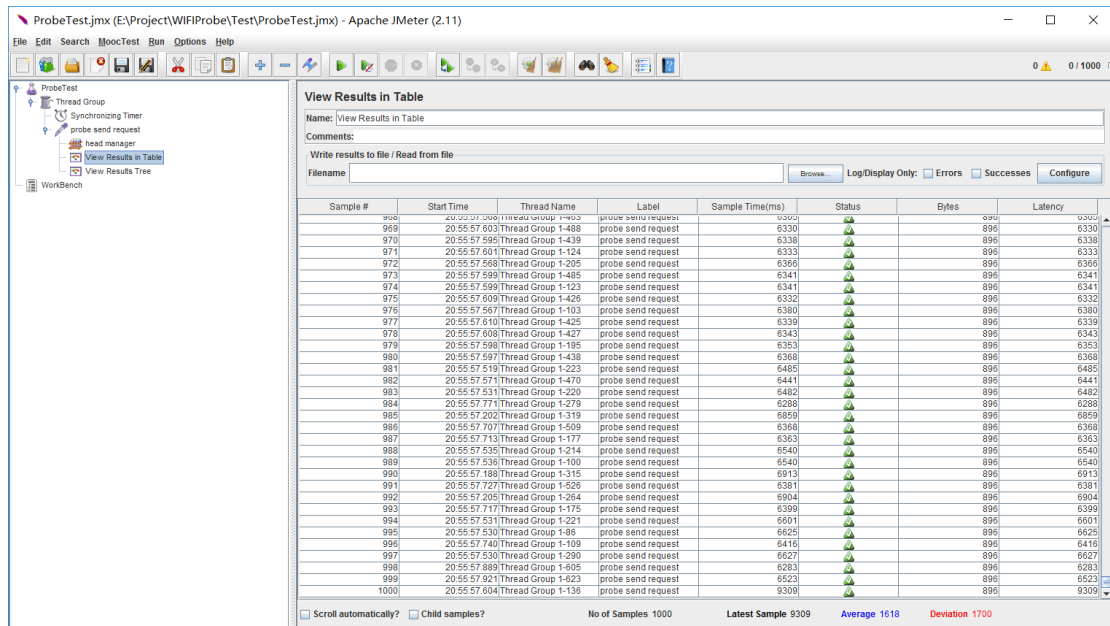 ProbeTest.jmx (E:\Project\WIFIProbe\Test\ProbeTest.jmx) - Apache JMeter (2.11)
File Edit Search MoocTest Run Options Help
0 0 / 1000
ProbeTest
Thread Group
Synchronizing Timer
probe send request
head manager
View Results in Table
View Results Tree
WorkBench
View Results in Table
Name: View Results in Table
Comments:
Write results to file / Read from file
Filename Browse... Log/Display Only: Errors Successes Configure
Sample # Start Time Thread Name Label Sample Time(ms) Status Bytes Latency
968 20:55:57.568 Thread Group 1-463 probe send request 6365 896 6365
969 20:55:57.603 Thread Group 1-488 probe send request 6330 896 6330
970 20:55:57.595 Thread Group 1-439 probe send request 6338 896 6338
971 20:55:57.601 Thread Group 1-124 probe send request 6333 896 6333
972 20:55:57.568 Thread Group 1-205 probe send request 6366 896 6366
973 20:55:57.599 Thread Group 1-485 probe send request 6341 896 6341
974 20:55:57.599 Thread Group 1-123 probe send request 6341 896 6341
975 20:55:57.609 Thread Group 1-426 probe send request 6332 896 6332
976 20:55:57.567 Thread Group 1-103 probe send request 6380 896 6380
977 20:55:57.610 Thread Group 1-425 probe send request 6339 896 6339
978 20:55:57.608 Thread Group 1-427 probe send request 6343 896 6343
979 20:55:57.598 Thread Group 1-195 probe send request 6353 896 6353
980 20:55:57.597 Thread Group 1-438 probe send request 6368 896 6368
981 20:55:57.519 Thread Group 1-223 probe send request 6485 896 6485
982 20:55:57.571 Thread Group 1-470 probe send request 6441 896 6441
983 20:55:57.531 Thread Group 1-220 probe send request 6482 896 6482
984 20:55:57.771 Thread Group 1-279 probe send request 6288 896 6288
985 20:55:57.202 Thread Group 1-319 probe send request 6859 896 6859
986 20:55:57.707 Thread Group 1-509 probe send request 6368 896 6368
987 20:55:57.713 Thread Group 1-177 probe send request 6363 896 6363
988 20:55:57.535 Thread Group 1-214 probe send request 6540 896 6540
989 20:55:57.536 Thread Group 1-100 probe send request 6540 896 6540
990 20:55:57.188 Thread Group 1-315 probe send request 6913 896 6913
991 20:55:57.727 Thread Group 1-526 probe send request 6381 896 6381
992 20:55:57.205 Thread Group 1-264 probe send request 6904 896 6904
993 20:55:57.717 Thread Group 1-175 probe send request 6399 896 6399
994 20:55:57.531 Thread Group 1-221 probe send request 6601 896 6601
995 20:55:57.530 Thread Group 1-86 probe send request 6625 896 6625
996 20:55:57.740 Thread Group 1-109 probe send request 6416 896 6416
997 20:55:57.530 Thread Group 1-290 probe send request 6627 896 6627
998 20:55:57.889 Thread Group 1-605 probe send request 6283 896 6283
999 20:55:57.921 Thread Group 1-623 probe send request 6523 896 6523
1000 20:55:57.604 Thread Group 1-136 probe send request 9309 896 9309
Scroll automatically? Child samples? No of Samples 1000 Latest Sample 9309 Average 1618 Deviation 1700